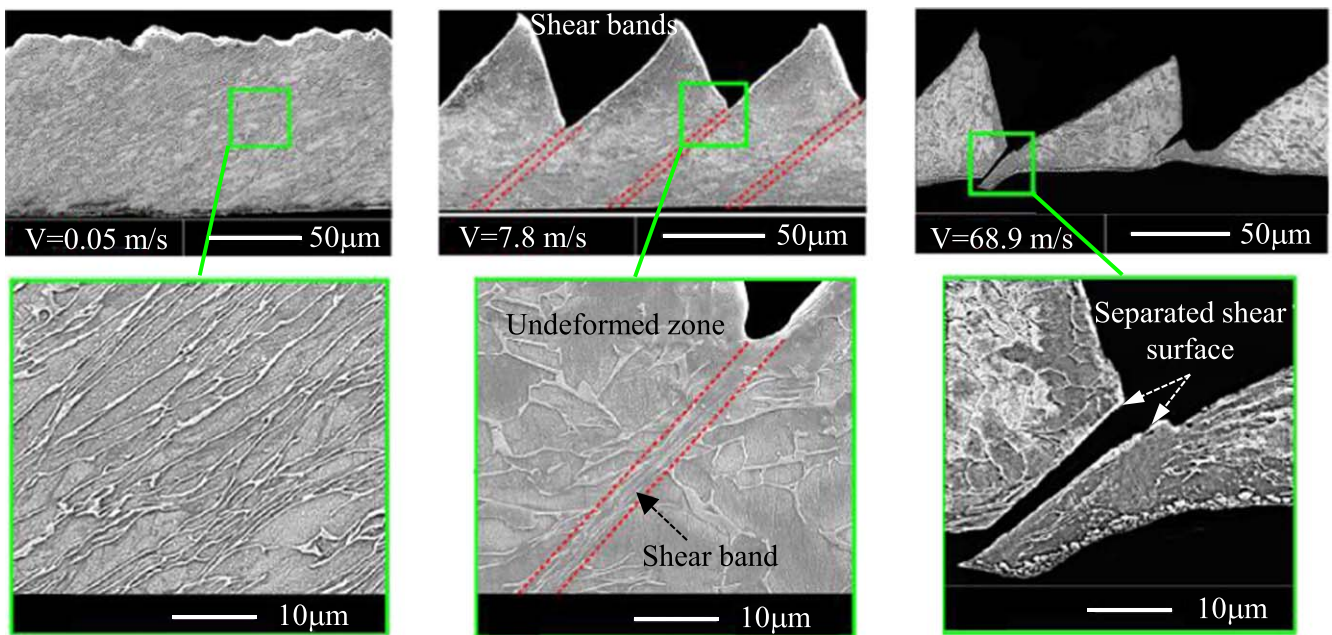 Shear bands
V=0.05 m/s
50μm
V=7.8 m/s
50μm
V=68.9 m/s
50μm
Undeformed zone
Shear band
Separated shear
surface
10μm
10μm
10μm